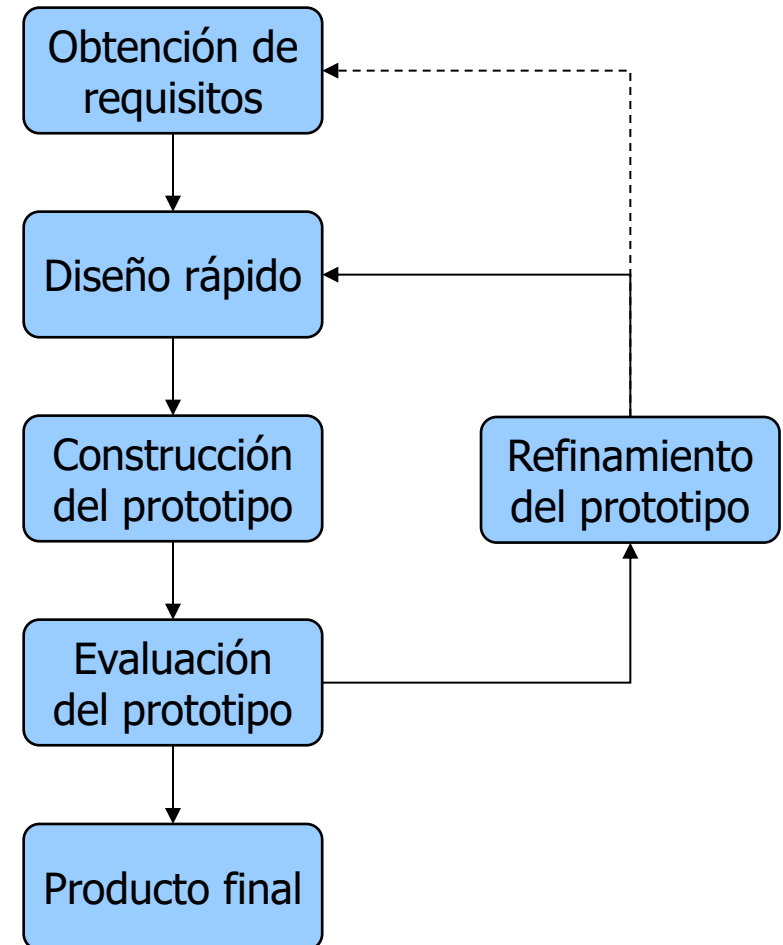 Obtención de
requisitos
Diseño rápido
Construcción
del prototipo
Refinamiento
del prototipo
Evaluación
del prototipo
Producto final